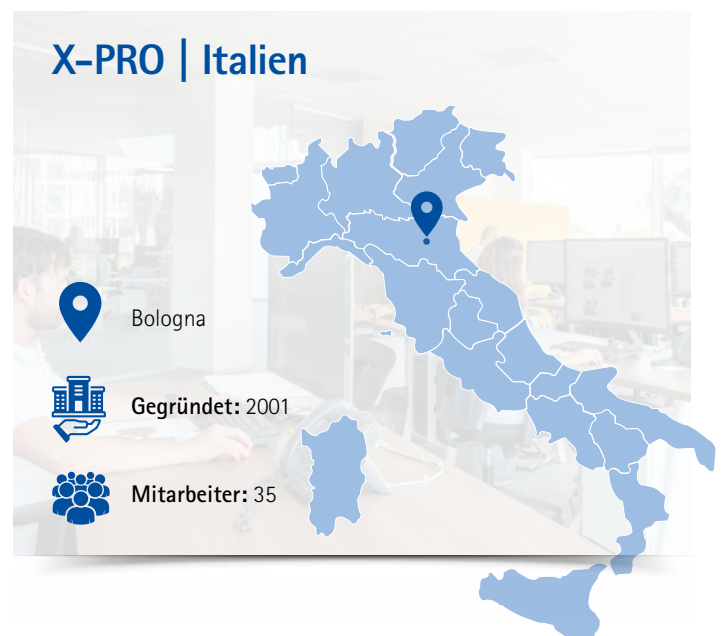 X-PRO | Italien
Bologna
Gegründet: 2001
Mitarbeiter: 35